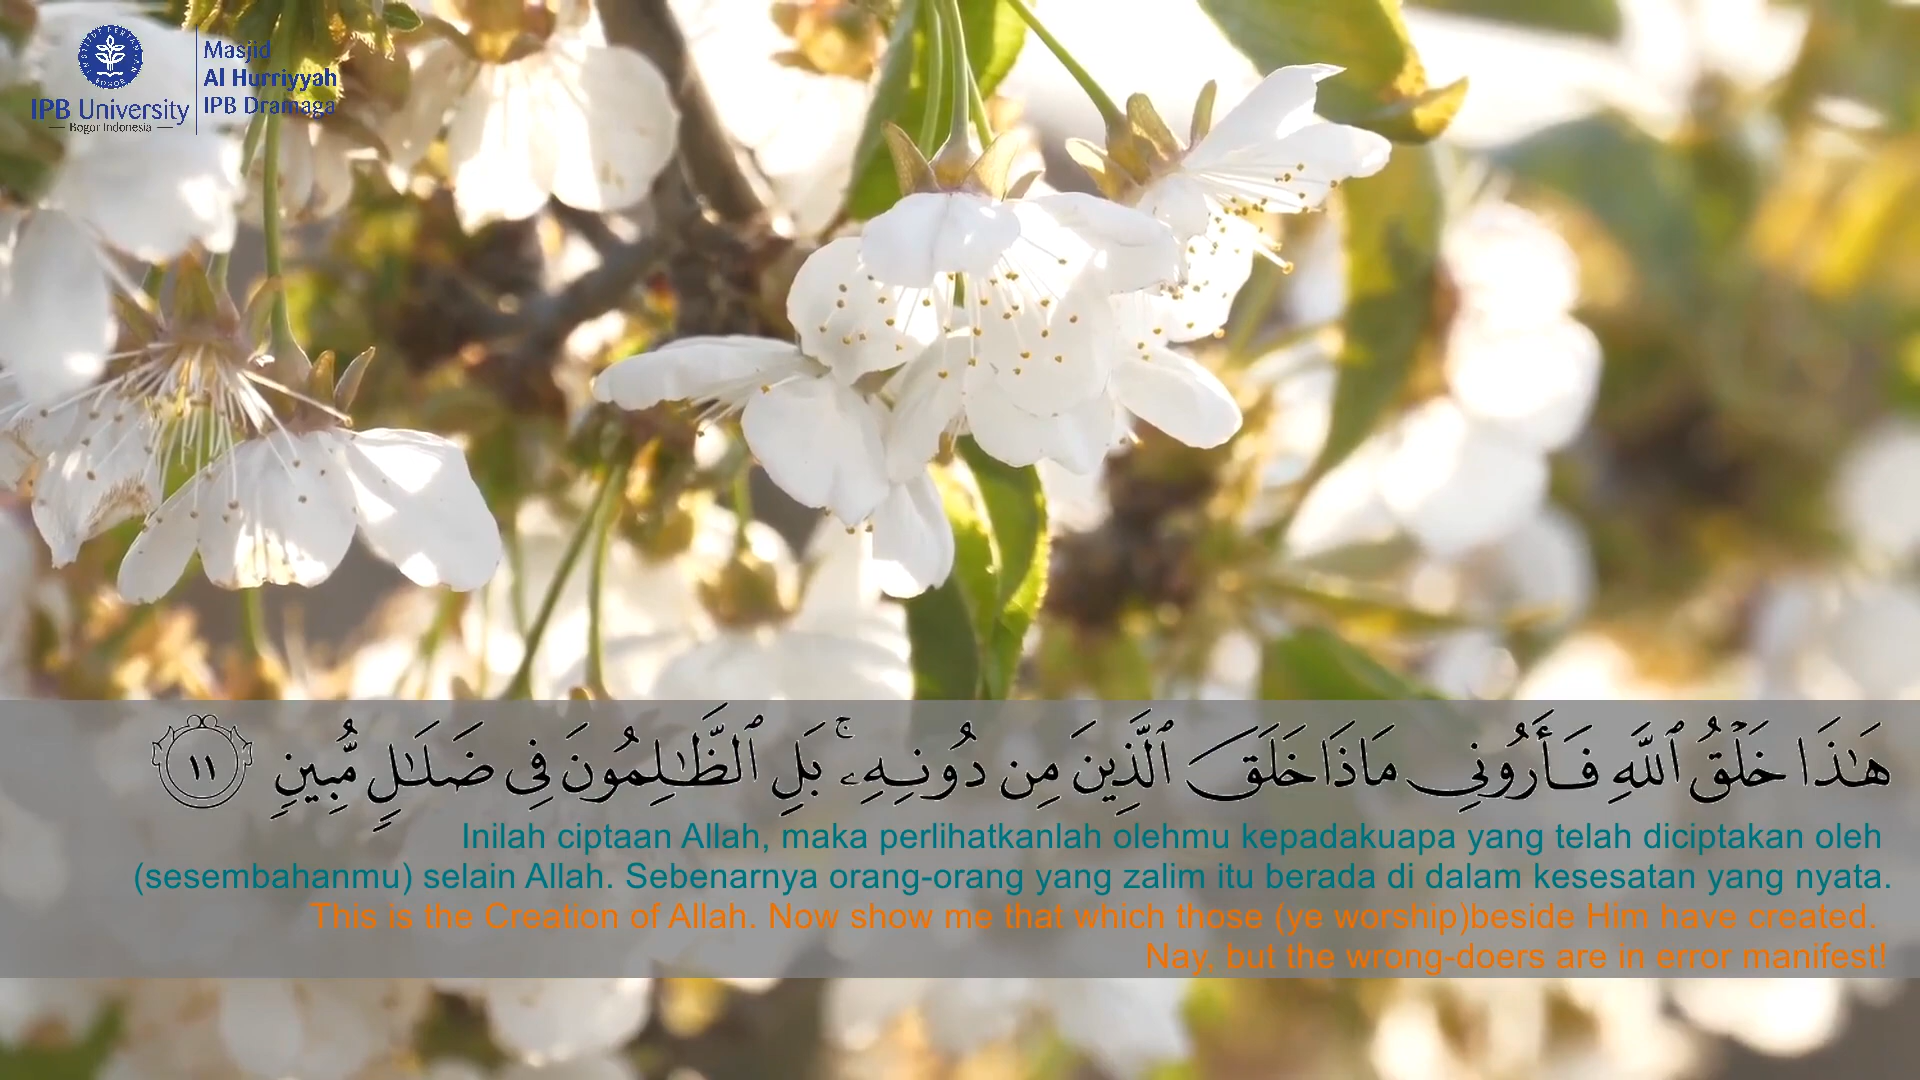 IPB University
Bogor Indonesia
Masjid
Al Hurriyyah
IPB Dramaga
هَٰذَا خَلْقُ ٱللَّهِ فَأَرُونِى مَاذَا خَلَقَ ٱلَّذِينَ مِن دُونِهِۦ ۚ بَلِ ٱلظَّٰلِمُونَ فِى ضَلَٰلٍ مُّبِينٍ ١١
Inilah ciptaan Allah, maka perlihatkanlah olehmu kepadakuapa yang telah diciptakan oleh
(sesembahanmu) selain Allah. Sebenarnya orang-orang yang zalim itu berada di dalam kesesatan yang nyata.
This is the Creation of Allah. Now show me that which those (ye worship)beside Him have created.
Nay, but the wrong-doers are in error manifest!